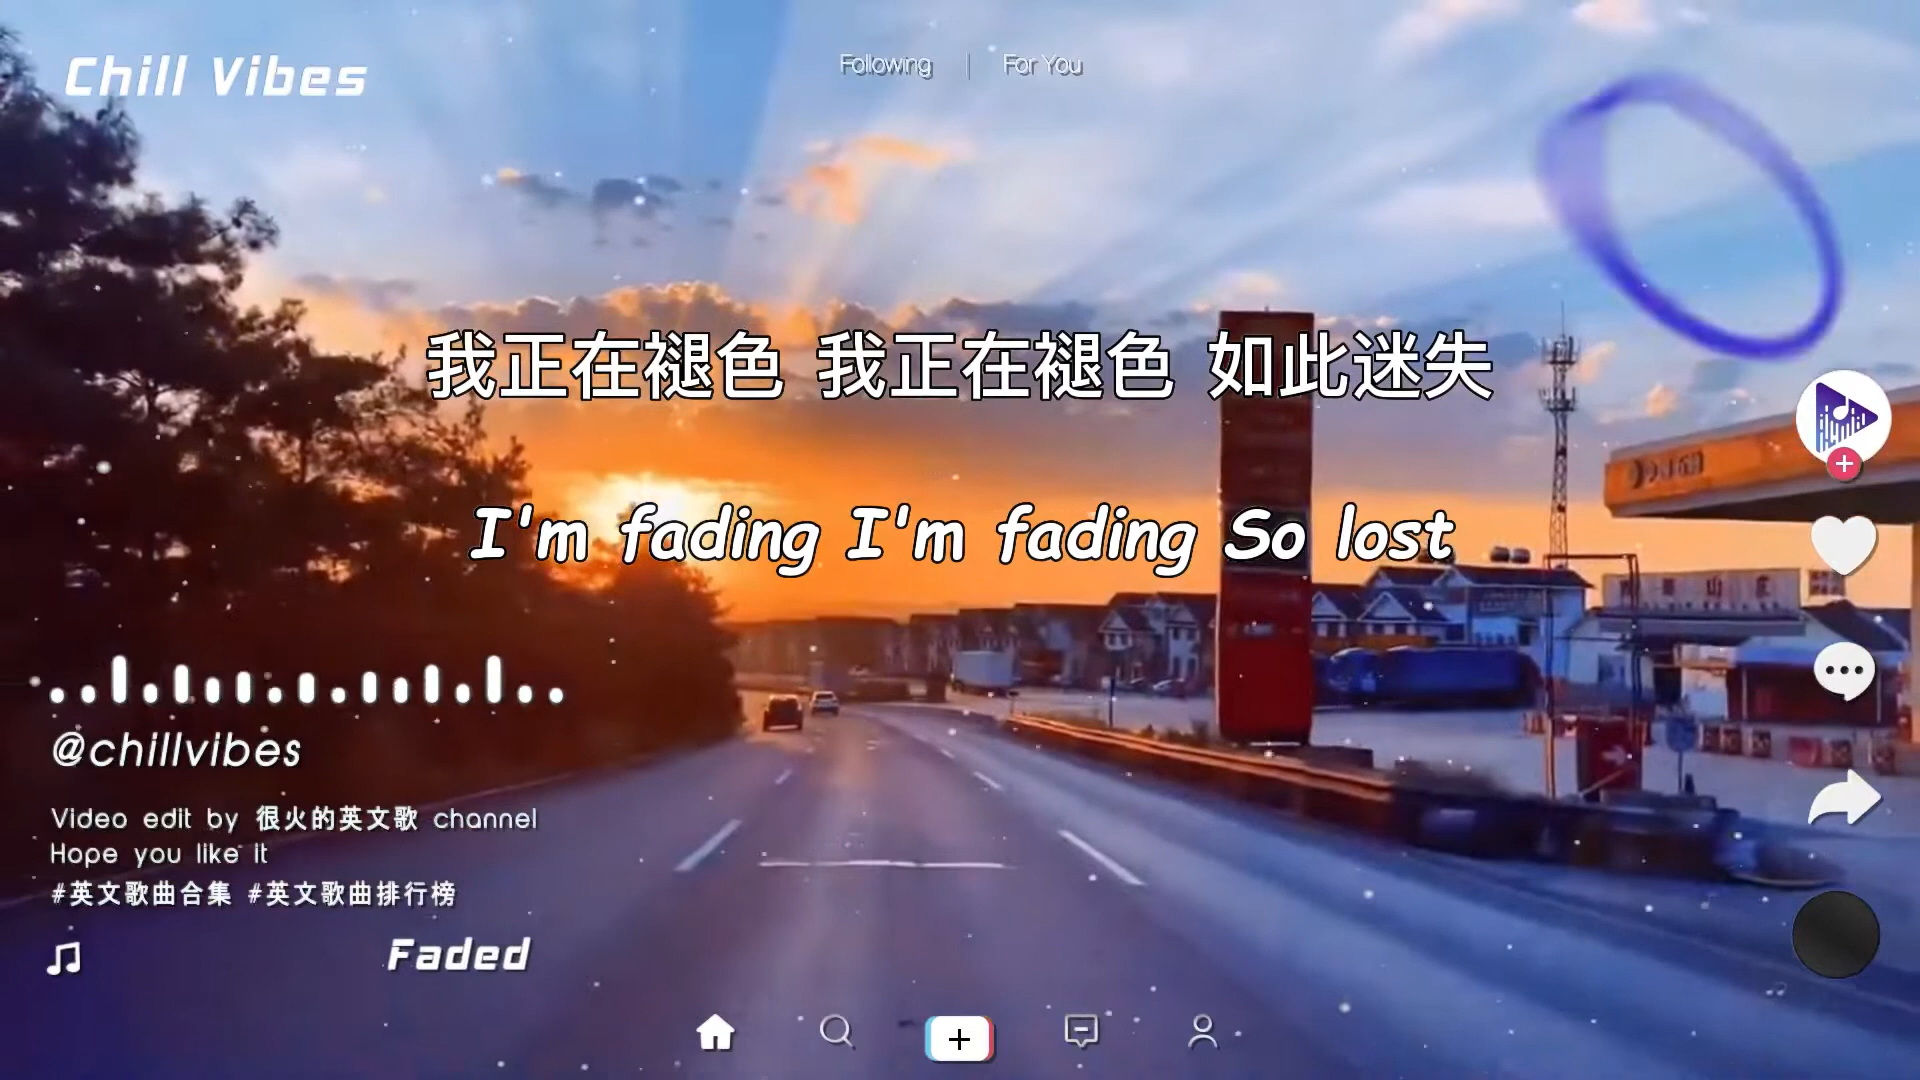 Chill Vibes
Following | For You
我正在褪色 我正在褪色 如此迷失
I'm fading I'm fading So lost
@chillvibes
Video edit by 很火的英文歌 channel
Hope you like it
#英文歌曲合集 #英文歌曲排行榜
Faded